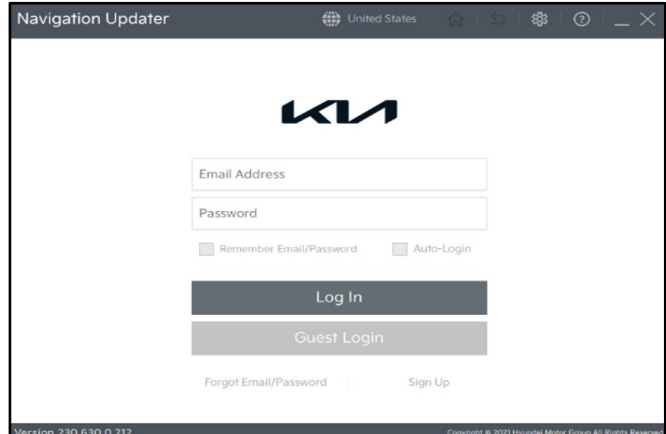 Navigation Updater United States
KIA
Email Address
Password
Remember Email/Password Auto-Login
Log In
Guest Login
Forgot Email/Password Sign Up
Version 230.630.0.212 Copyright © 2021 Hyundai Motor Group All Rights Reserved